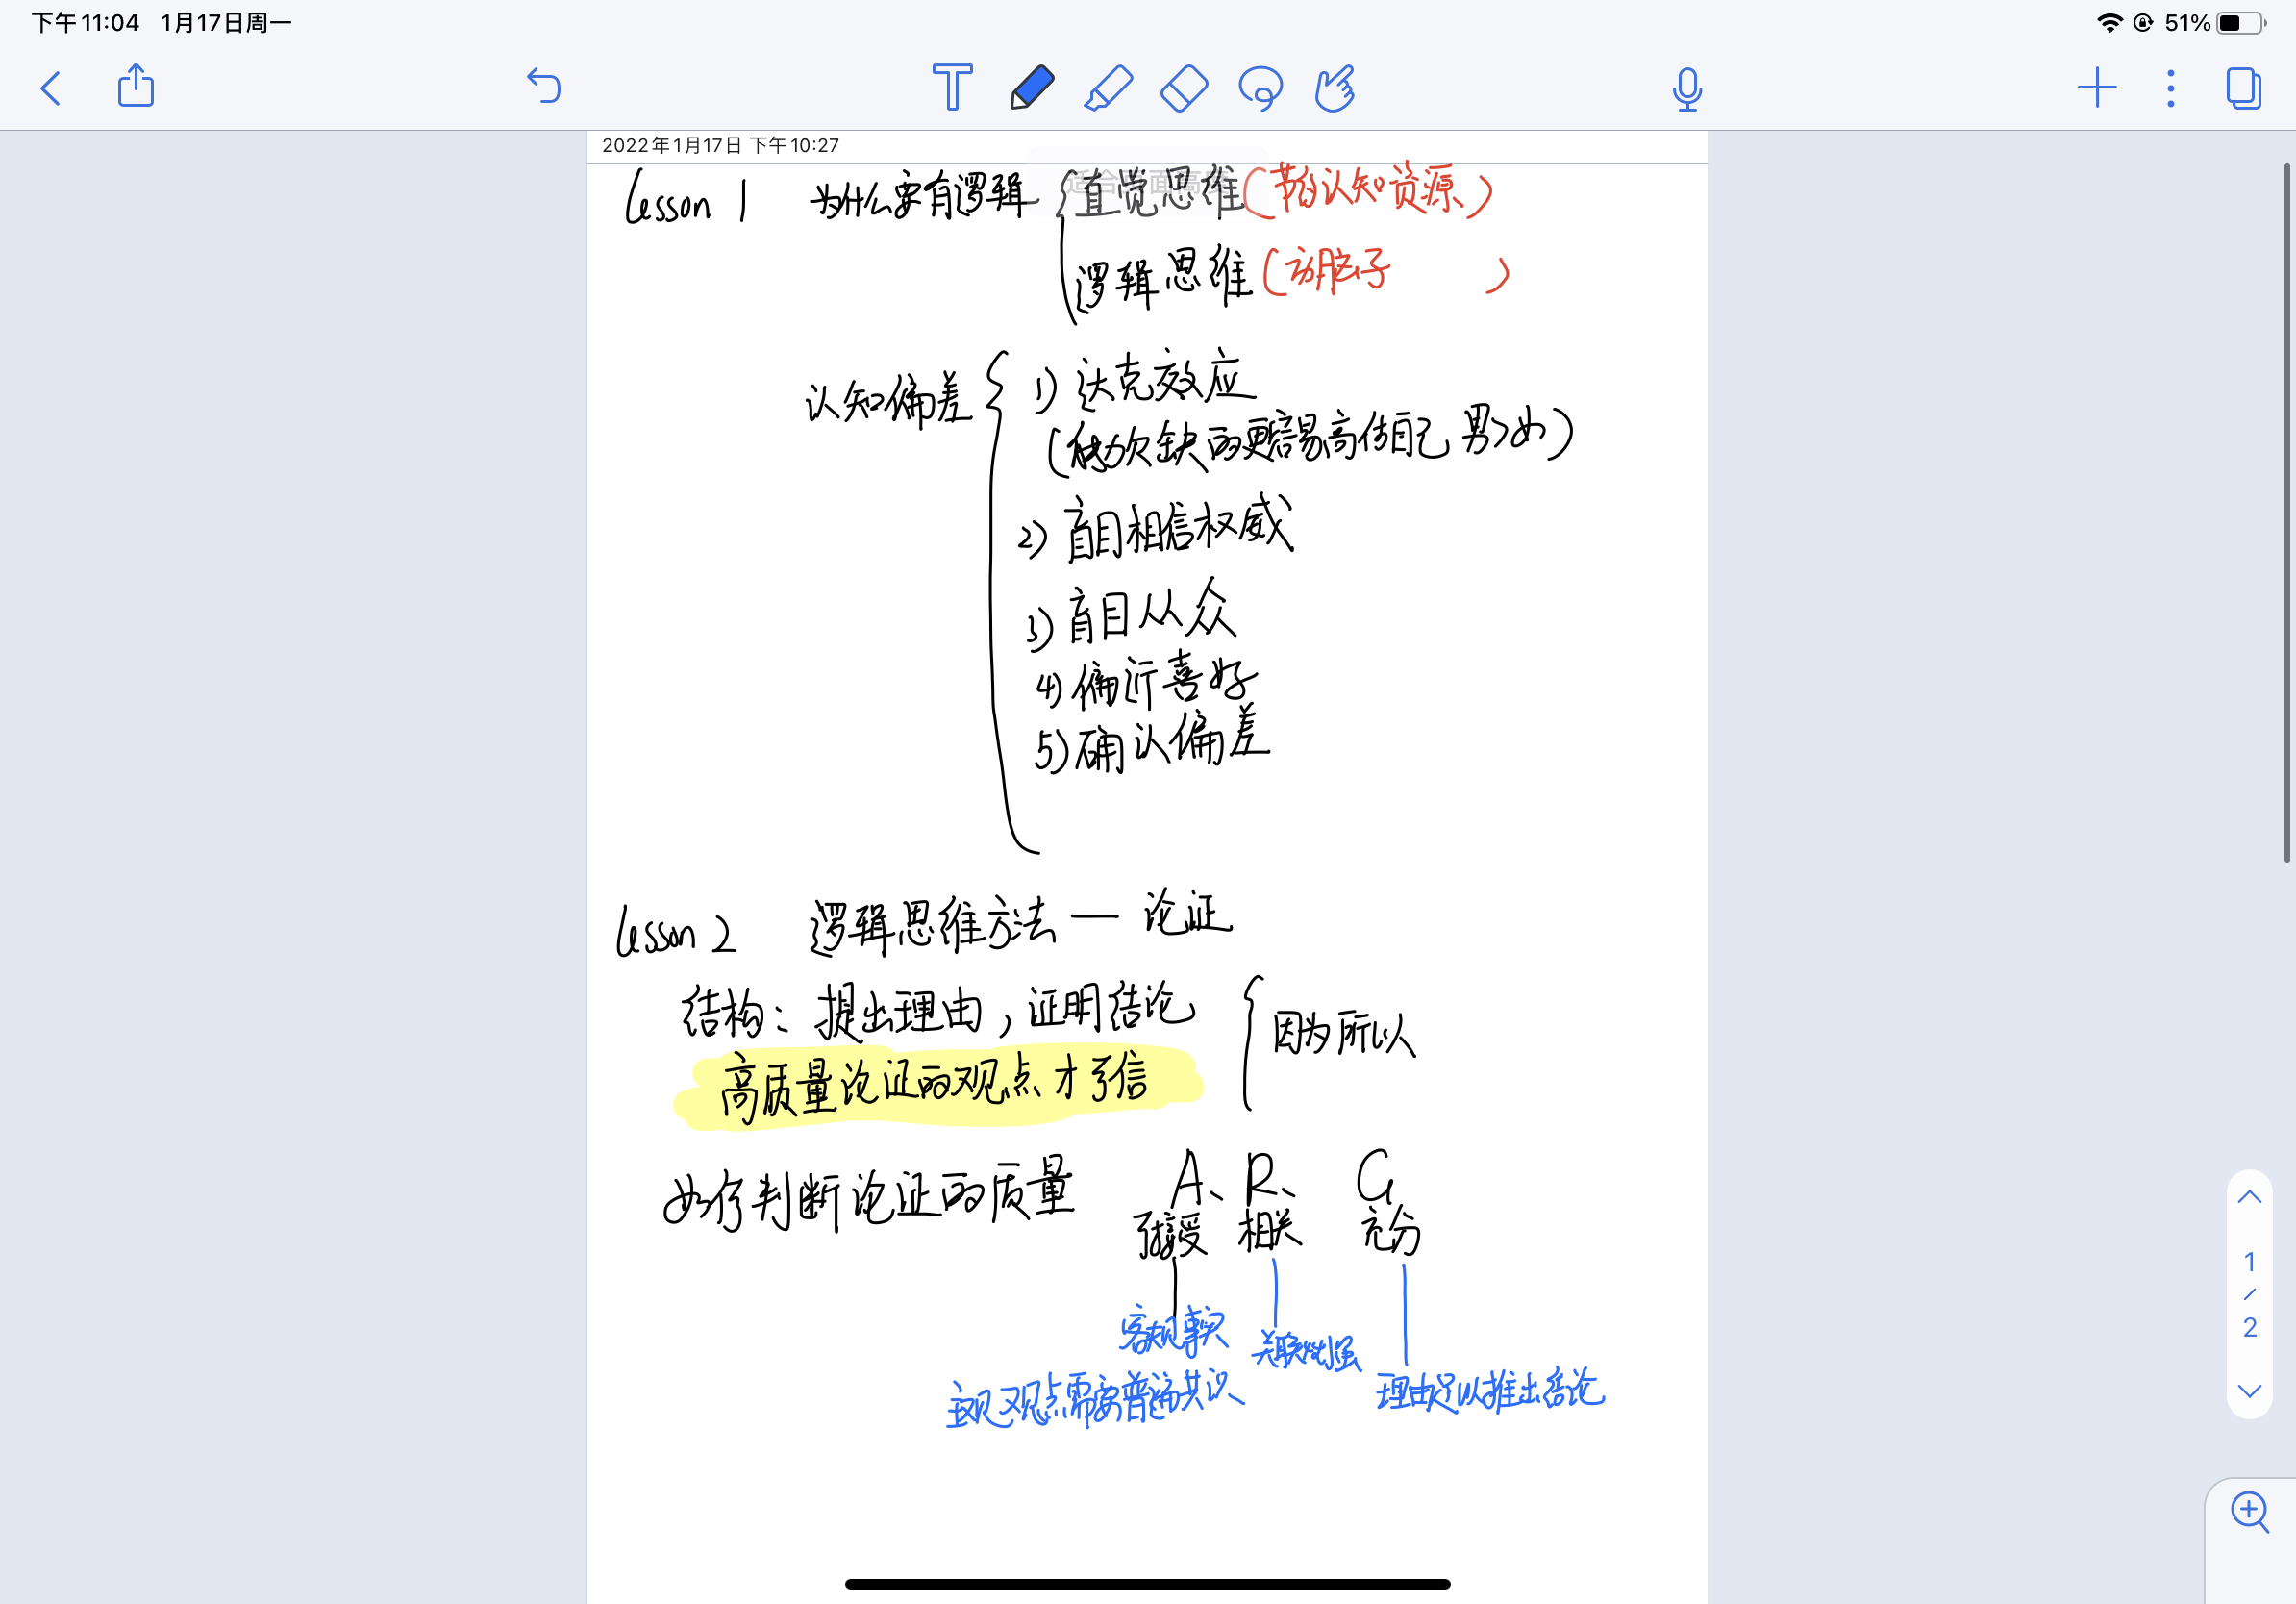 下午11:04 1月17日周一
51%
2022年1月17日 下午10:27
lesson 1 为什么要有逻辑 直觉思维(节约认知资源)
逻辑思维(动脑子 )
认知偏差 1) 达克效应
(能力欠缺的更容易高估自己 男>女)
2) 盲目相信权威
3) 盲目从众
4) 偏近喜好
5) 确认偏差
lesson 2 逻辑思维方法 — 论证
结构: 提出理由, 证明结论 因为所以
高质量论证的观点才可信
如何判断论证的质量 A、R、G
可接受 相关 充分
客观事实 关联性强
主观观点需要普遍共识 理由足以推出结论
1
/
2